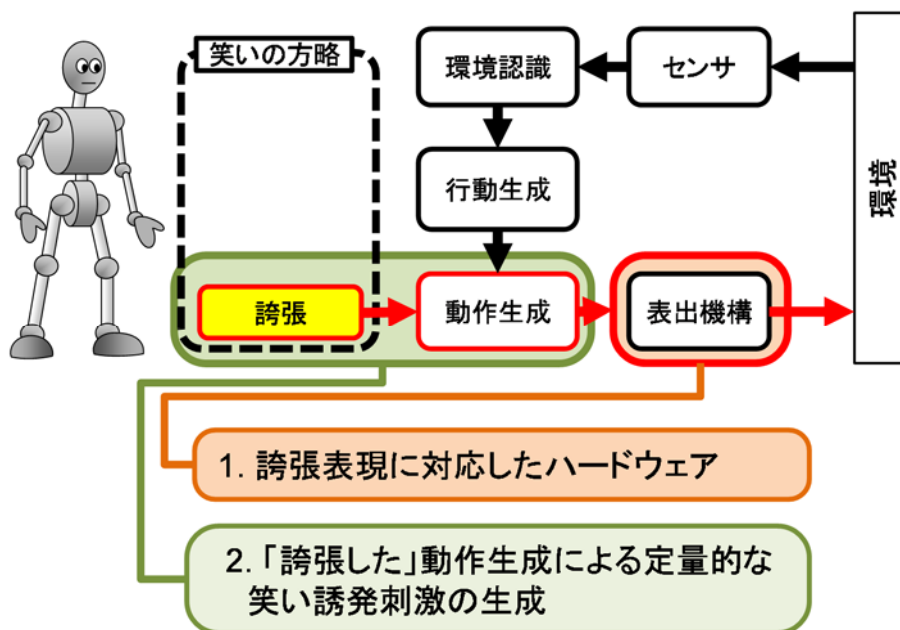 笑いの方略
環境認識
センサ
環境
行動生成
誇張
動作生成
表出機構
1. 誇張表現に対応したハードウェア
2. 「誇張した」動作生成による定量的な
笑い誘発刺激の生成